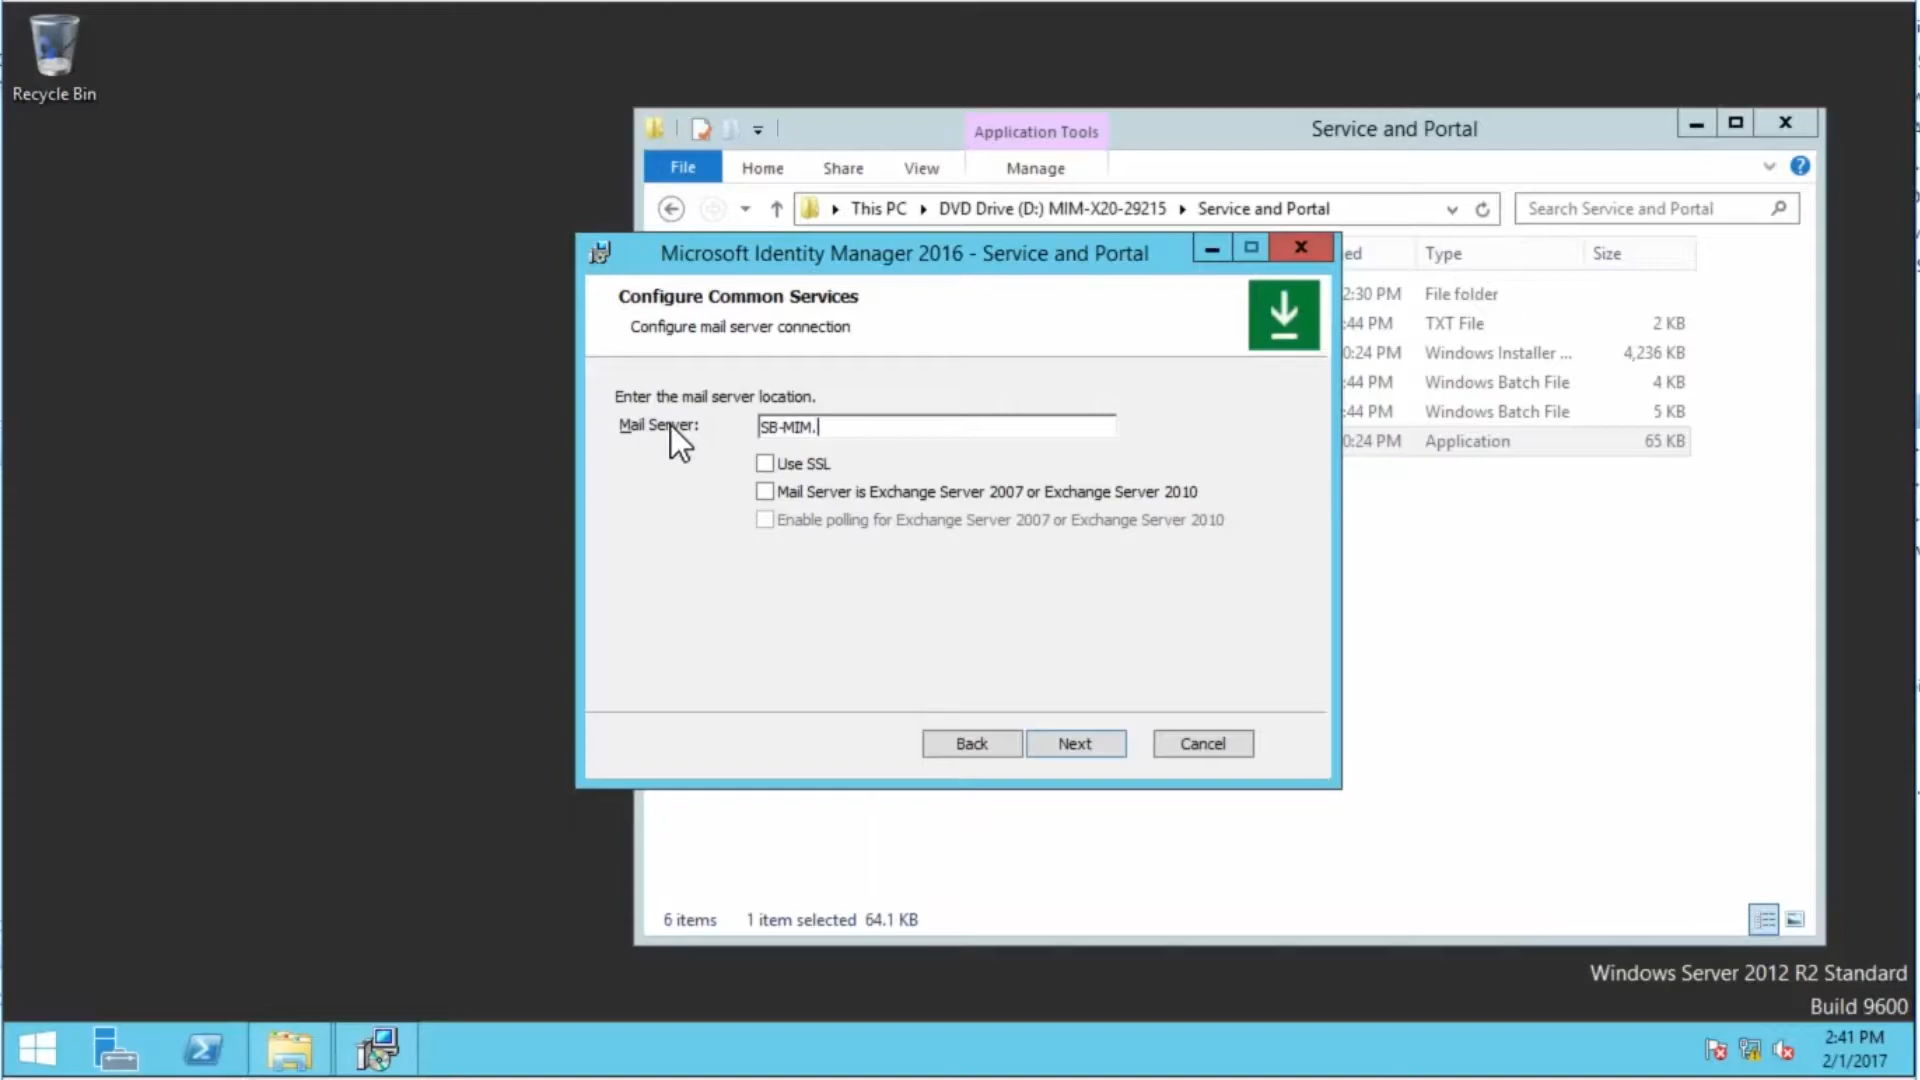 Recycle Bin
Application Tools
Service and Portal
File
Home
Share
View
Manage
This PC
DVD Drive (D:) MIM-X20-29215
Service and Portal
Search Service and Portal
Microsoft Identity Manager 2016 - Service and Portal
ed
Type
Size
2:30 PM
File folder
:44 PM
TXT File
2 KB
0:24 PM
Windows Installer ...
4,236 KB
:44 PM
Windows Batch File
4 KB
:44 PM
Windows Batch File
5 KB
0:24 PM
Application
65 KB
Configure Common Services
Configure mail server connection
Enter the mail server location.
Mail Server:
SB-MIM.
Use SSL
Mail Server is Exchange Server 2007 or Exchange Server 2010
Enable polling for Exchange Server 2007 or Exchange Server 2010
Back
Next
Cancel
6 items
1 item selected 64.1 KB
Windows Server 2012 R2 Standard
Build 9600
2:41 PM
2/1/2017